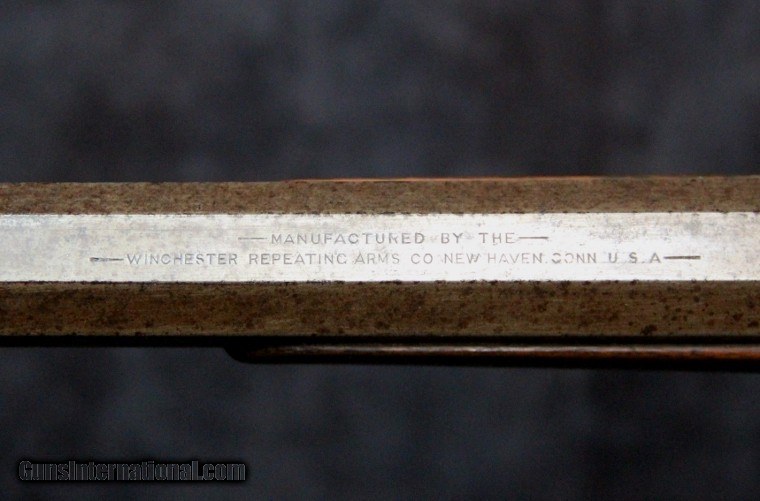 —MANUFACTURED BY THE—
—WINCHESTER REPEATING ARMS CO NEW HAVEN CONN U.S.A—
GunsInternational.com